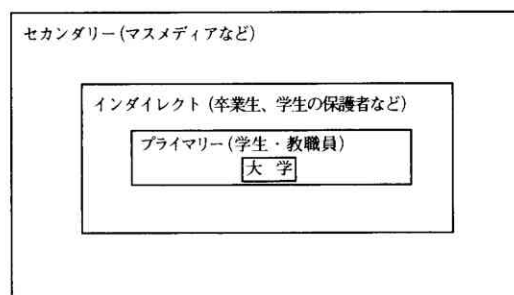 セカンダリー(マスメディアなど)
インダイレクト(卒業生、学生の保護者など)
プライマリー(学生・教職員)
大 学